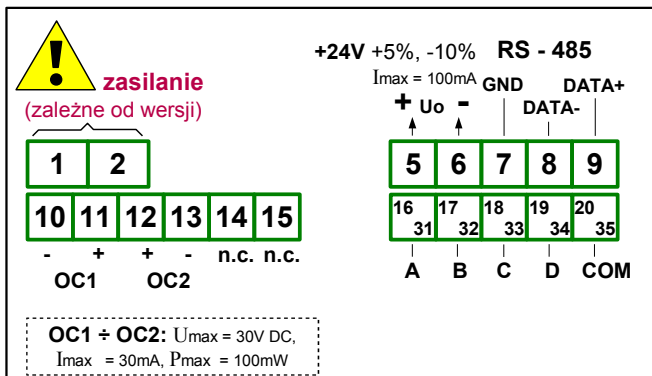 !
zasilanie
(zależne od wersji)
+24V +5%, -10% RS - 485
Imax = 100mA
GND DATA+
+ Uo - DATA-
1 2
5 6 7 8 9
10 11 12 13 14 15
16 31 17 32 18 33 19 34 20 35
- + + - n.c. n.c.
OC1 OC2
A B C D COM
OC1 ÷ OC2: Umax = 30V DC,
Imax = 30mA, Pmax = 100mW